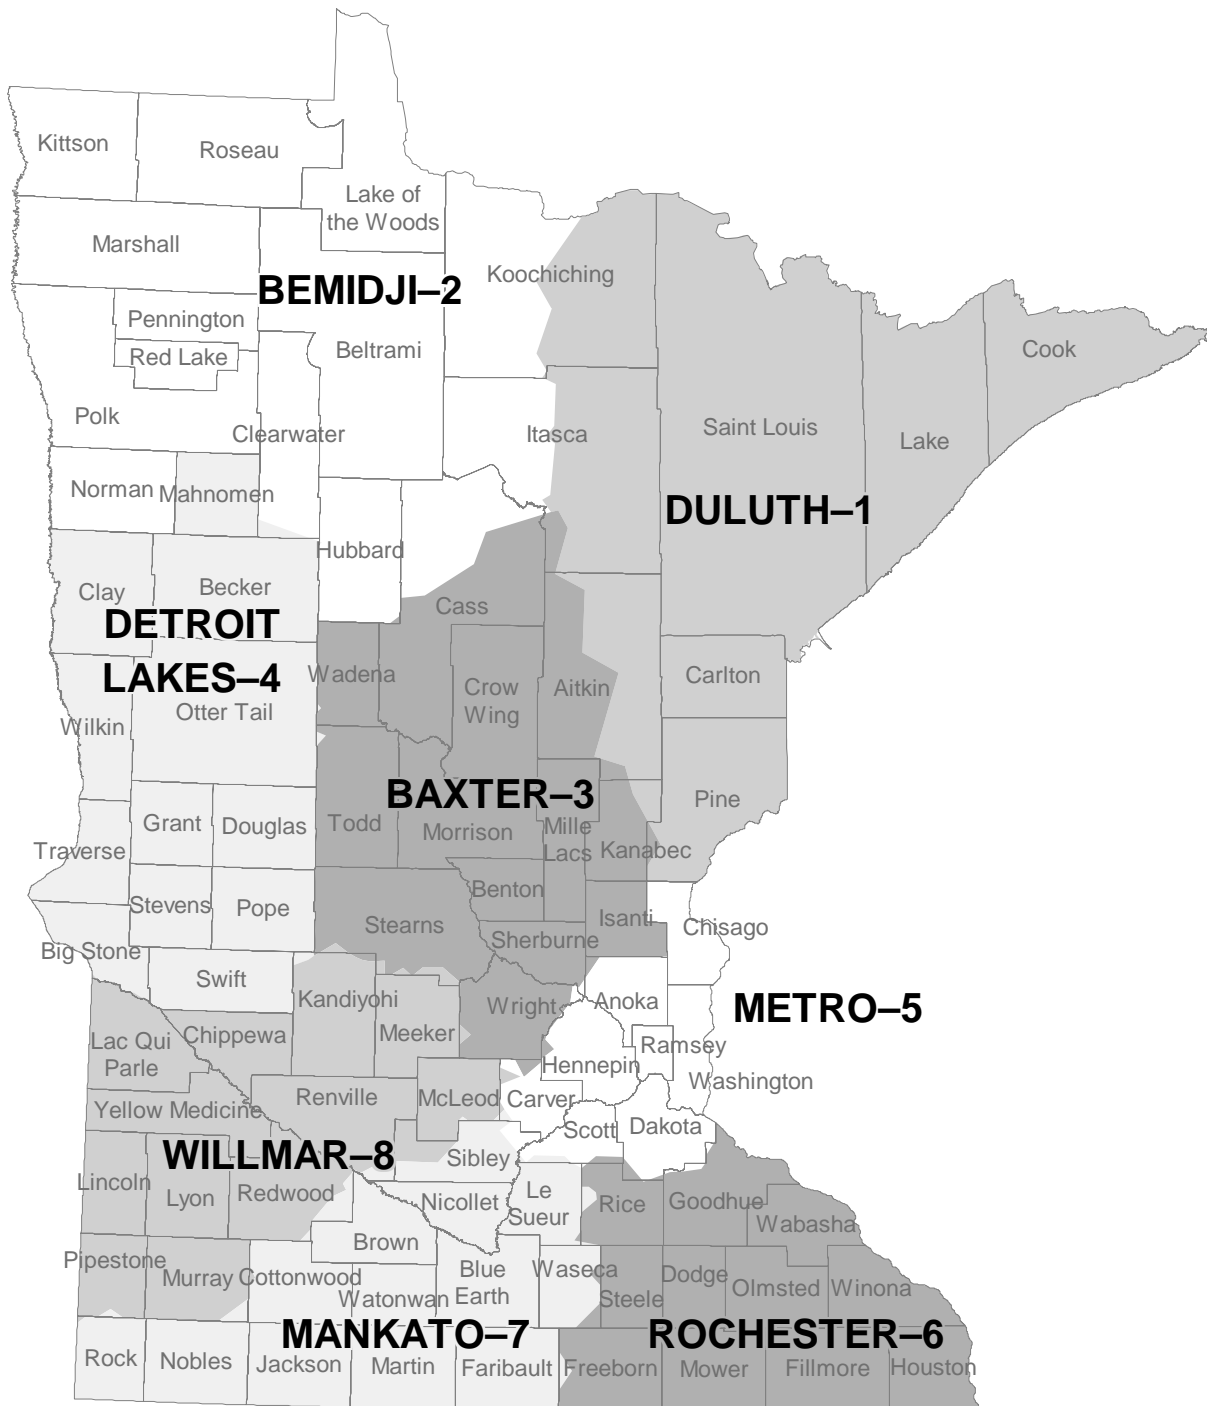 Kittson
Roseau
Lake of
the Woods
Marshall
Koochiching
BEMIDJI–2
Pennington
Red Lake
Beltrami
Cook
Polk
Clearwater
Itasca
Saint Louis
Lake
Norman
Mahnomen
DULUTH–1
Hubbard
Clay
Becker
Cass
DETROIT
LAKES–4
Wadena
Crow
Wing
Aitkin
Carlton
Otter Tail
Wilkin
BAXTER–3
Pine
Grant
Douglas
Todd
Morrison
Mille
Lacs
Kanabec
Traverse
Stevens
Pope
Benton
Stearns
Isanti
Chisago
Sherburne
Big Stone
Swift
Kandiyohi
Wright
Anoka
METRO–5
Lac Qui
Parle
Chippewa
Meeker
Ramsey
Hennepin
Washington
Yellow Medicine
Renville
McLeod
Carver
Scott
Dakota
WILLMAR–8
Sibley
Lincoln
Lyon
Redwood
Nicollet
Le
Sueur
Rice
Goodhue
Wabasha
Brown
Pipestone
Murray
Cottonwood
Watonwan
Blue
Earth
Waseca
Steele
Dodge
Olmsted
Winona
MANKATO–7
ROCHESTER–6
Rock
Nobles
Jackson
Martin
Faribault
Freeborn
Mower
Fillmore
Houston